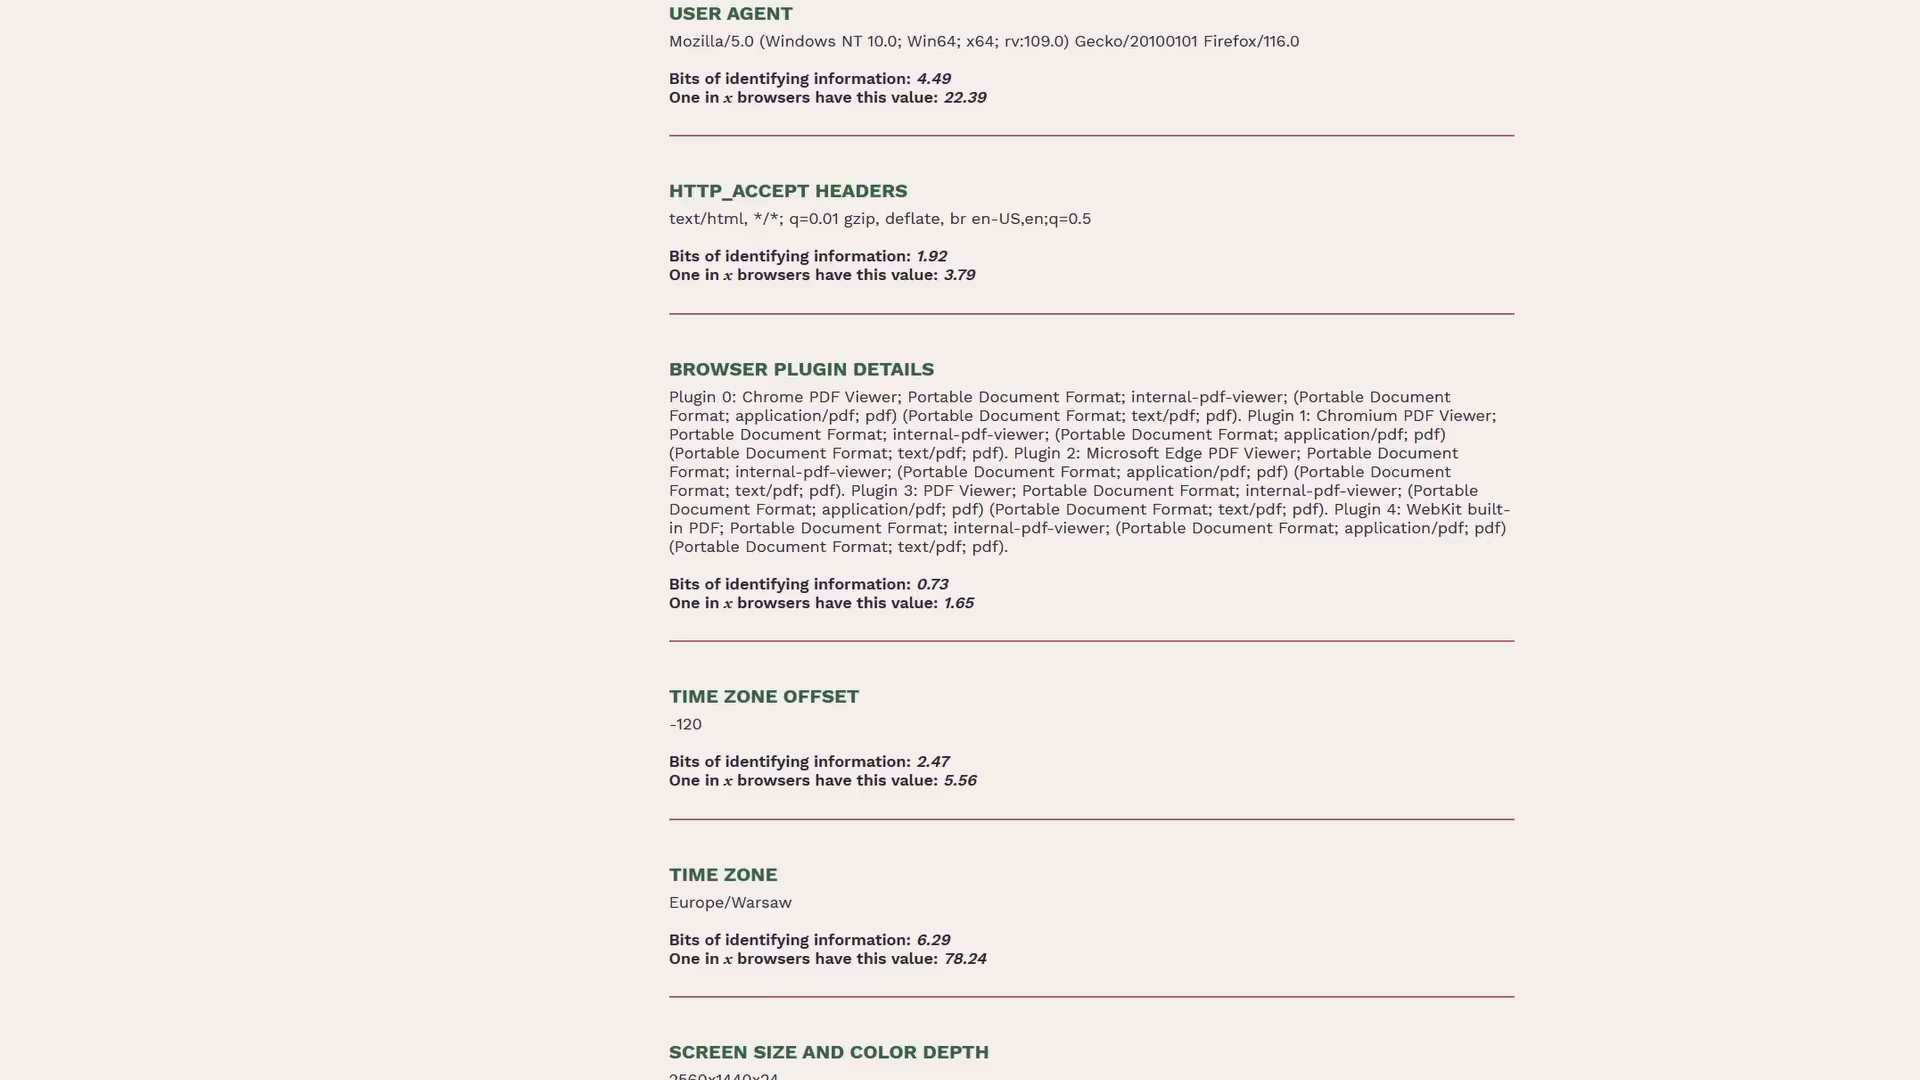 USER AGENT
Mozilla/5.0 (Windows NT 10.0; Win64; x64; rv:109.0) Gecko/20100101 Firefox/116.0
Bits of identifying information: 4.49
One in x browsers have this value: 22.39
HTTP_ACCEPT HEADERS
text/html, */*; q=0.01 gzip, deflate, br en-US,en;q=0.5
Bits of identifying information: 1.92
One in x browsers have this value: 3.79
BROWSER PLUGIN DETAILS
Plugin 0: Chrome PDF Viewer; Portable Document Format; internal-pdf-viewer; (Portable Document
Format; application/pdf; pdf) (Portable Document Format; text/pdf; pdf). Plugin 1: Chromium PDF Viewer;
Portable Document Format; internal-pdf-viewer; (Portable Document Format; application/pdf; pdf)
(Portable Document Format; text/pdf; pdf). Plugin 2: Microsoft Edge PDF Viewer; Portable Document
Format; internal-pdf-viewer; (Portable Document Format; application/pdf; pdf) (Portable Document
Format; text/pdf; pdf). Plugin 3: PDF Viewer; Portable Document Format; internal-pdf-viewer; (Portable
Document Format; application/pdf; pdf) (Portable Document Format; text/pdf; pdf). Plugin 4: WebKit built-
in PDF; Portable Document Format; internal-pdf-viewer; (Portable Document Format; application/pdf; pdf)
(Portable Document Format; text/pdf; pdf).
Bits of identifying information: 0.73
One in x browsers have this value: 1.65
TIME ZONE OFFSET
-120
Bits of identifying information: 2.47
One in x browsers have this value: 5.56
TIME ZONE
Europe/Warsaw
Bits of identifying information: 6.29
One in x browsers have this value: 78.24
SCREEN SIZE AND COLOR DEPTH
2560x1440x24